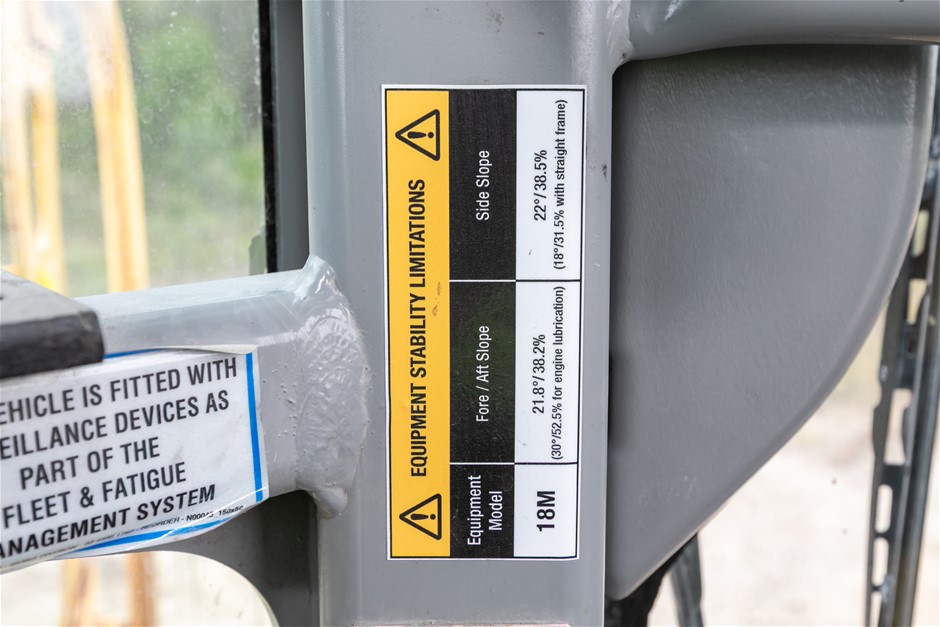 EQUIPMENT STABILITY LIMITATIONS
Equipment
Model
Fore / Aft Slope
Side Slope
18M
21.8°/38.2%
(30°/52.5% for engine lubrication)
22°/38.5%
(18°/31.5% with straight frame)
EHICLE IS FITTED WITH
EILLANCE DEVICES AS
PART OF THE
FLEET & FATIGUE
ANAGEMENT SYSTEM